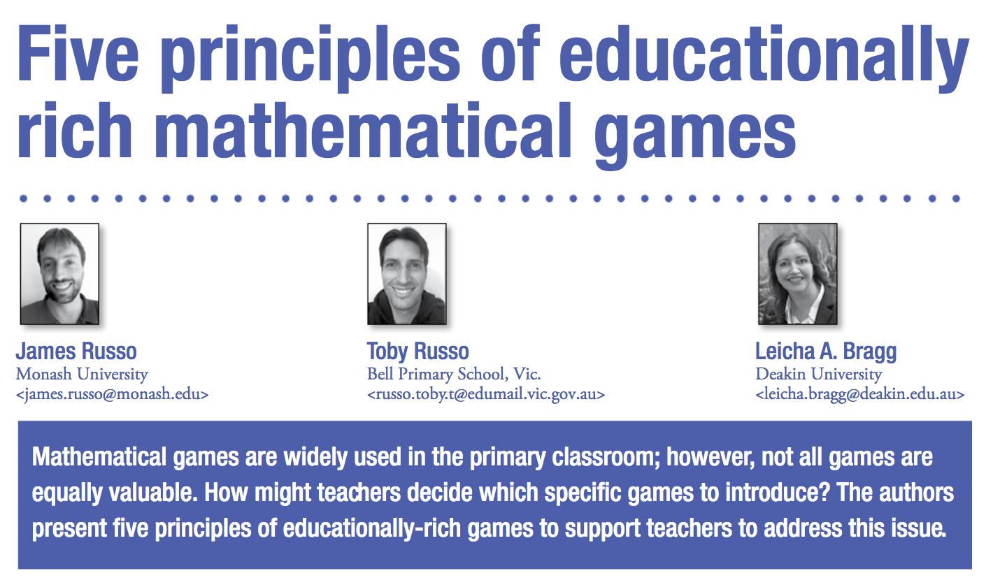 Five principles of educationally
rich mathematical games
James Russo
Monash University
<james.russo@monash.edu>
Toby Russo
Bell Primary School, Vic.
<russo.toby.t@edumail.vic.gov.au>
Leicha A. Bragg
Deakin University
<leicha.bragg@deakin.edu.au>
Mathematical games are widely used in the primary classroom; however, not all games are
equally valuable. How might teachers decide which specific games to introduce? The authors
present five principles of educationally-rich games to support teachers to address this issue.